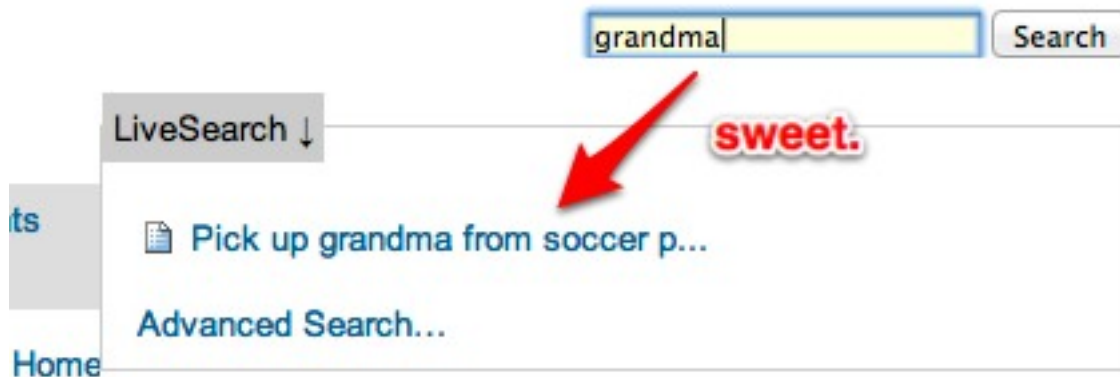 grandma Search
LiveSearch ↓
sweet.
ts
Pick up grandma from soccer p...
Advanced Search...
Home